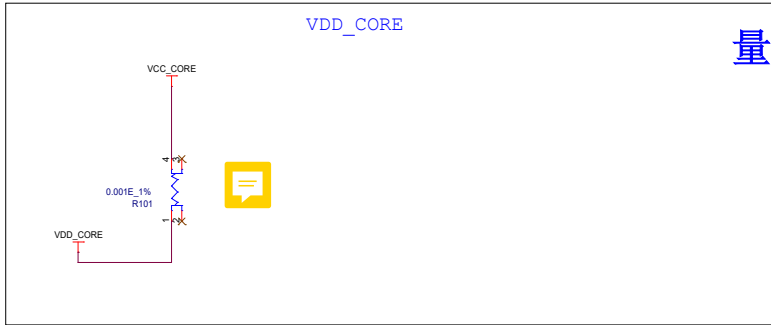 VDD_CORE
量
VCC_CORE
4
3
0.001E_1%
R101
1
2
VDD_CORE